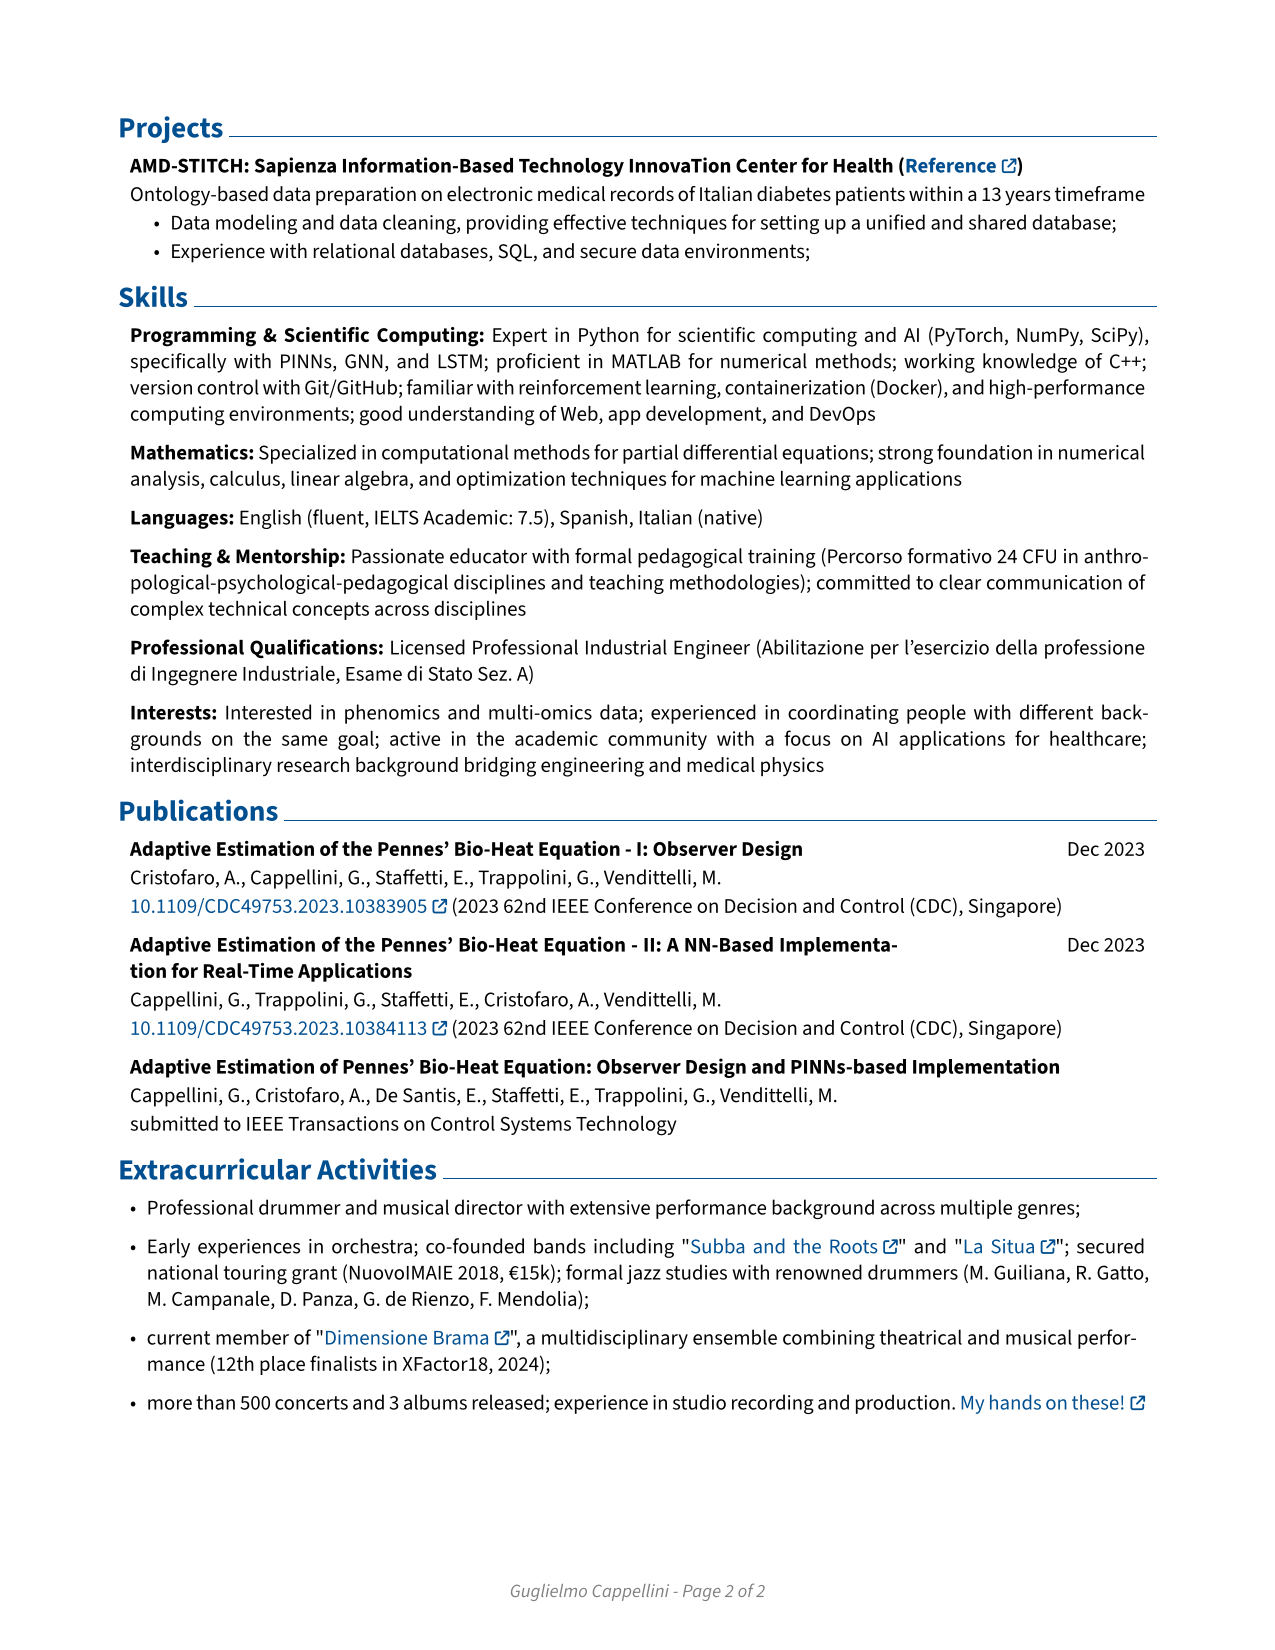 Projects
AMD-STITCH: Sapienza Information-Based Technology InnovaTion Center for Health (Reference)
Ontology-based data preparation on electronic medical records of Italian diabetes patients within a 13 years timeframe
• Data modeling and data cleaning, providing effective techniques for setting up a unified and shared database;
• Experience with relational databases, SQL, and secure data environments;
Skills
Programming & Scientific Computing: Expert in Python for scientific computing and AI (PyTorch, NumPy, SciPy),
specifically with PINNs, GNN, and LSTM; proficient in MATLAB for numerical methods; working knowledge of C++;
version control with Git/GitHub; familiar with reinforcement learning, containerization (Docker), and high-performance
computing environments; good understanding of Web, app development, and DevOps
Mathematics: Specialized in computational methods for partial differential equations; strong foundation in numerical
analysis, calculus, linear algebra, and optimization techniques for machine learning applications
Languages: English (fluent, IELTS Academic: 7.5), Spanish, Italian (native)
Teaching & Mentorship: Passionate educator with formal pedagogical training (Percorso formativo 24 CFU in anthro-
pological-psychological-pedagogical disciplines and teaching methodologies); committed to clear communication of
complex technical concepts across disciplines
Professional Qualifications: Licensed Professional Industrial Engineer (Abilitazione per l’esercizio della professione
di Ingegnere Industriale, Esame di Stato Sez. A)
Interests: Interested in phenomics and multi-omics data; experienced in coordinating people with different back-
grounds on the same goal; active in the academic community with a focus on AI applications for healthcare;
interdisciplinary research background bridging engineering and medical physics
Publications
Adaptive Estimation of the Pennes’ Bio-Heat Equation - I: Observer Design Dec 2023
Cristofaro, A., Cappellini, G., Staffetti, E., Trappolini, G., Vendittelli, M.
10.1109/CDC49753.2023.10383905 (2023 62nd IEEE Conference on Decision and Control (CDC), Singapore)
Adaptive Estimation of the Pennes’ Bio-Heat Equation - II: A NN-Based Implementa- Dec 2023
tion for Real-Time Applications
Cappellini, G., Trappolini, G., Staffetti, E., Cristofaro, A., Vendittelli, M.
10.1109/CDC49753.2023.10384113 (2023 62nd IEEE Conference on Decision and Control (CDC), Singapore)
Adaptive Estimation of Pennes’ Bio-Heat Equation: Observer Design and PINNs-based Implementation
Cappellini, G., Cristofaro, A., De Santis, E., Staffetti, E., Trappolini, G., Vendittelli, M.
submitted to IEEE Transactions on Control Systems Technology
Extracurricular Activities
• Professional drummer and musical director with extensive performance background across multiple genres;
• Early experiences in orchestra; co-founded bands including "Subba and the Roots" and "La Situa"; secured
national touring grant (NuovoIMAIE 2018, €15k); formal jazz studies with renowned drummers (M. Guiliana, R. Gatto,
M. Campanale, D. Panza, G. de Rienzo, F. Mendolia);
• current member of "Dimensione Brama", a multidisciplinary ensemble combining theatrical and musical perfor-
mance (12th place finalists in XFactor18, 2024);
• more than 500 concerts and 3 albums released; experience in studio recording and production. My hands on these!
Guglielmo Cappellini - Page 2 of 2